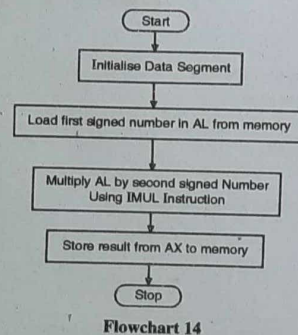 Start
Initialise Data Segment
Load first signed number in AL from memory
Multiply AL by second signed Number
Using IMUL Instruction
Store result from AX to memory
Stop
Flowchart 14